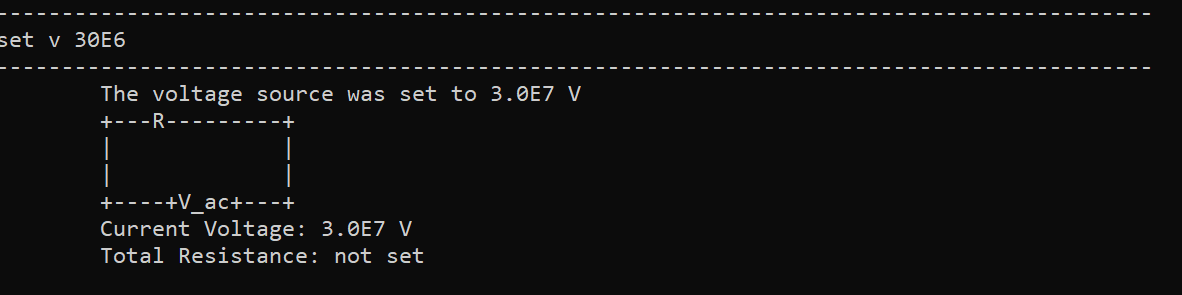 ------------------------------------------------------------------------------------------
set v 30E6
------------------------------------------------------------------------------------------
        The voltage source was set to 3.0E7 V
        +---R---------+
        |             |
        |             |
        +-----+V_ac+----+
        Current Voltage: 3.0E7 V
        Total Resistance: not set